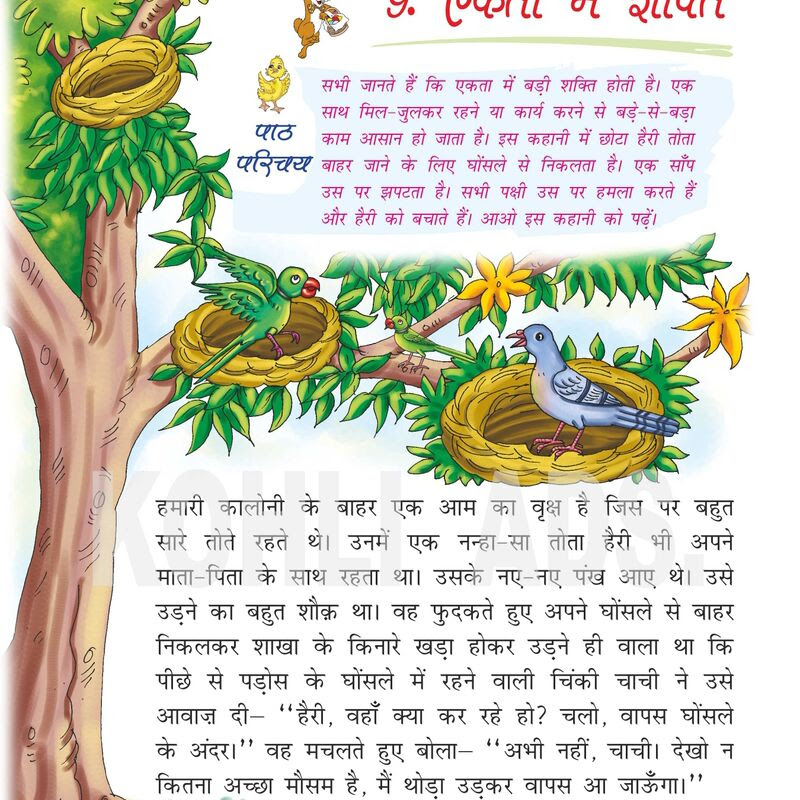 9. एकता में शक्ति
पाठ
परिचय
सभी जानते हैं कि एकता में बड़ी शक्ति होती है। एक
साथ मिल-जुलकर रहने या कार्य करने से बड़े-से-बड़ा
काम आसान हो जाता है। इस कहानी में छोटा हैरी तोता
बाहर जाने के लिए घोंसले से निकलता है। एक साँप
उस पर झपटता है। सभी पक्षी उस पर हमला करते हैं
और हैरी को बचाते हैं। आओ इस कहानी को पढ़ें।
हमारी कालोनी के बाहर एक आम का वृक्ष है जिस पर बहुत
सारे तोते रहते थे। उनमें एक नन्हा-सा तोता हैरी भी अपने
माता-पिता के साथ रहता था। उसके नए-नए पंख आए थे। उसे
उड़ने का बहुत शौक़ था। वह फुदकते हुए अपने घोंसले से बाहर
निकलकर शाखा के किनारे खड़ा होकर उड़ने ही वाला था कि
पीछे से पड़ोस के घोंसले में रहने वाली चिंकी चाची ने उसे
आवाज़ दी– ‘‘हैरी, वहाँ क्या कर रहे हो? चलो, वापस घोंसले
के अंदर।’’ वह मचलते हुए बोला– ‘‘अभी नहीं, चाची। देखो न
कितना अच्छा मौसम है, मैं थोड़ा उड़कर वापस आ जाऊँगा।’’
KOHLI ADS.